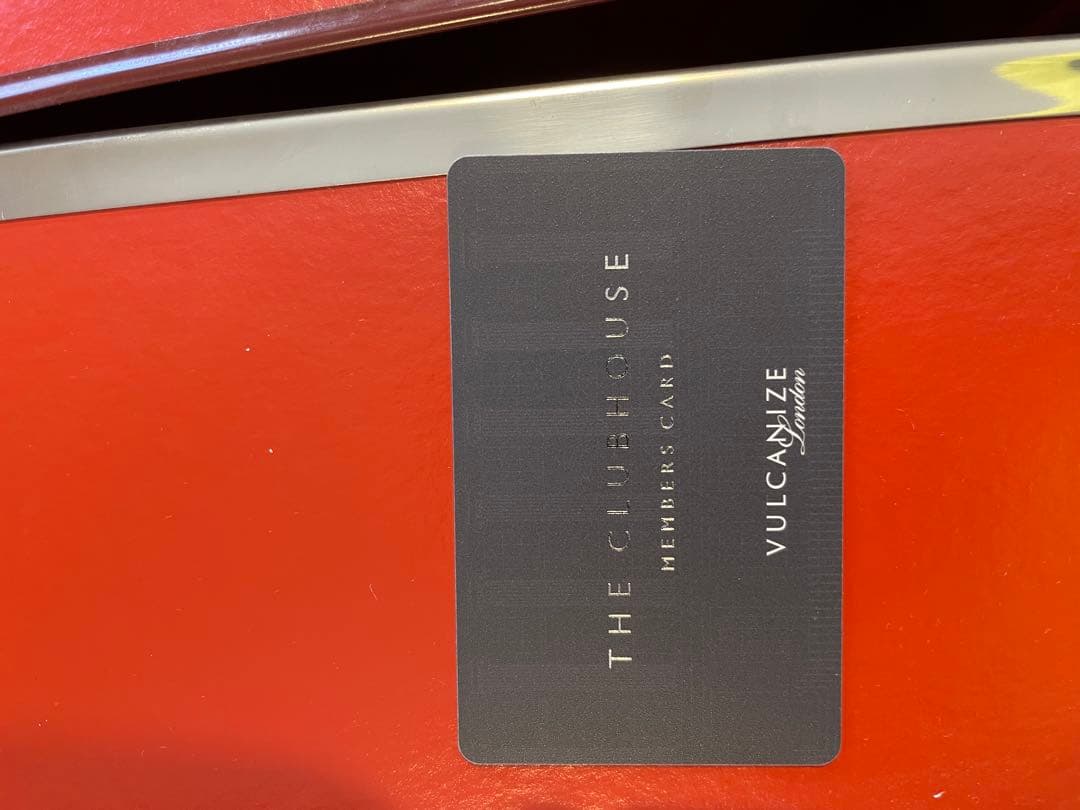 THE CLUBHOUSE
MEMBERS CARD
VULCANIZE
London